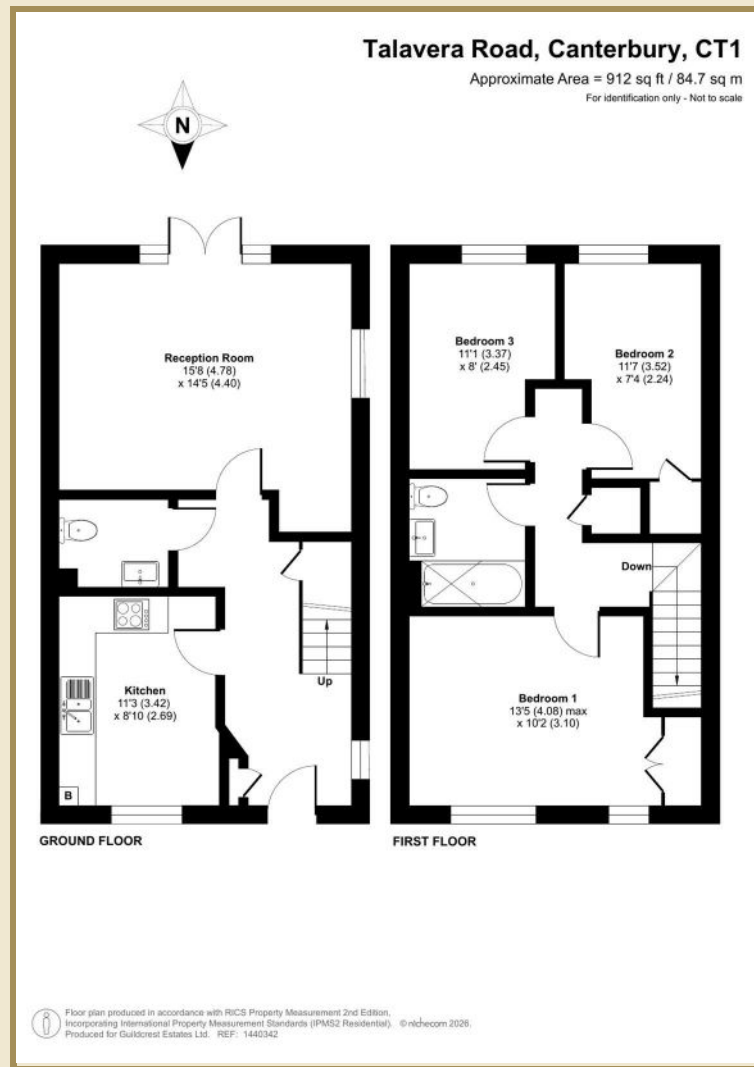 Talavera Road, Canterbury, CT1
Approximate Area = 912 sq ft / 84.7 sq m
For identification only - Not to scale
N
Reception Room
15'8 (4.78)
x 14'5 (4.40)
Kitchen
11'3 (3.42)
x 8'10 (2.69)
B
Up
GROUND FLOOR
Bedroom 3
11'1 (3.37)
x 8' (2.45)
Bedroom 2
11'7 (3.52)
x 7'4 (2.24)
Down
Bedroom 1
13'5 (4.08) max
x 10'2 (3.10)
FIRST FLOOR
Floor plan produced in accordance with RICS Property Measurement 2nd Edition,
Incorporating International Property Measurement Standards (IPMS2 Residential). © nichecom 2026.
Produced for Guildcrest Estates Ltd. REF: 1440342